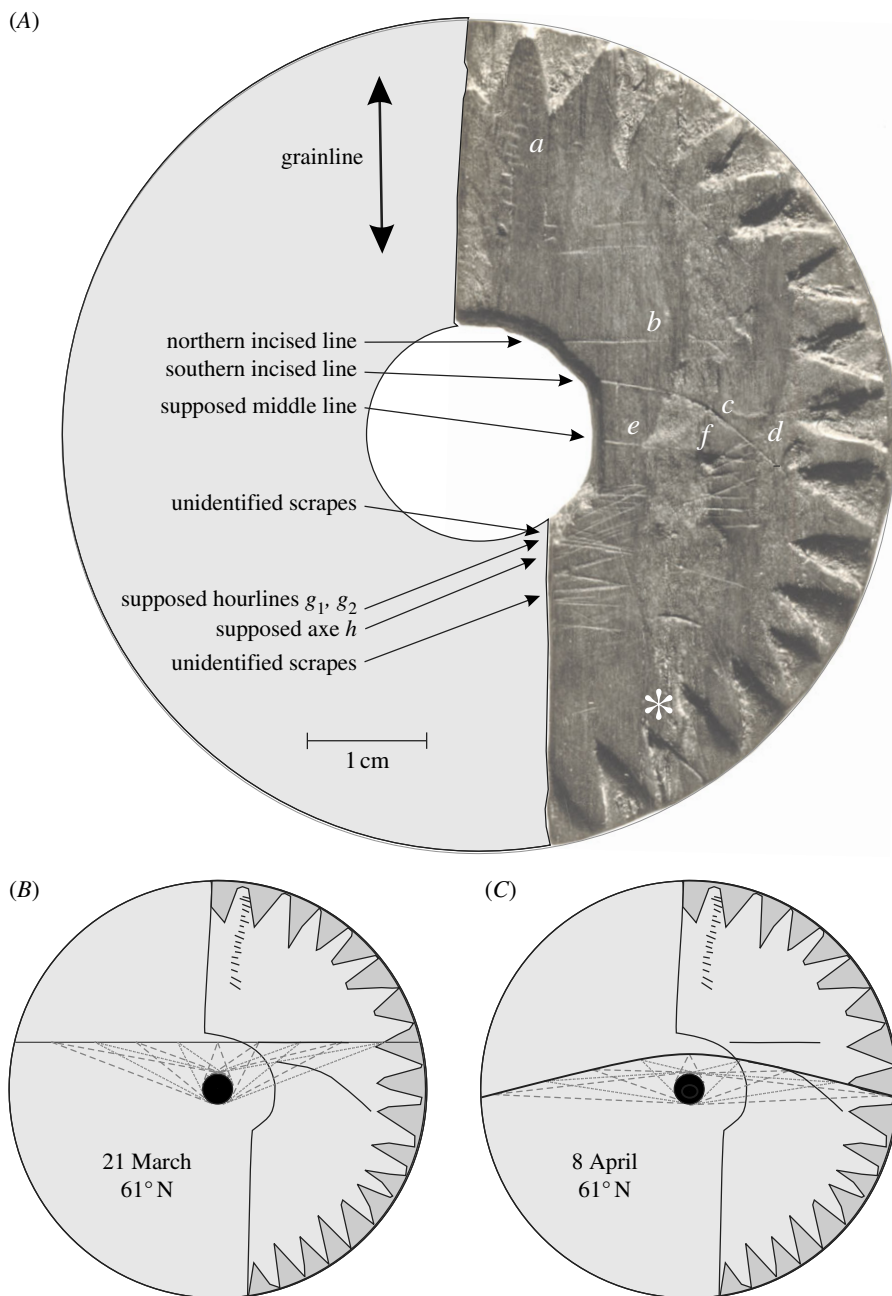 (A)
a
grainline
b
northern incised line
southern incised line
c
supposed middle line
e
f
d
unidentified scrapes
supposed hourlines g1, g2
supposed axe h
unidentified scrapes
*
1 cm
(B)
(C)
21 March
61° N
8 April
61° N